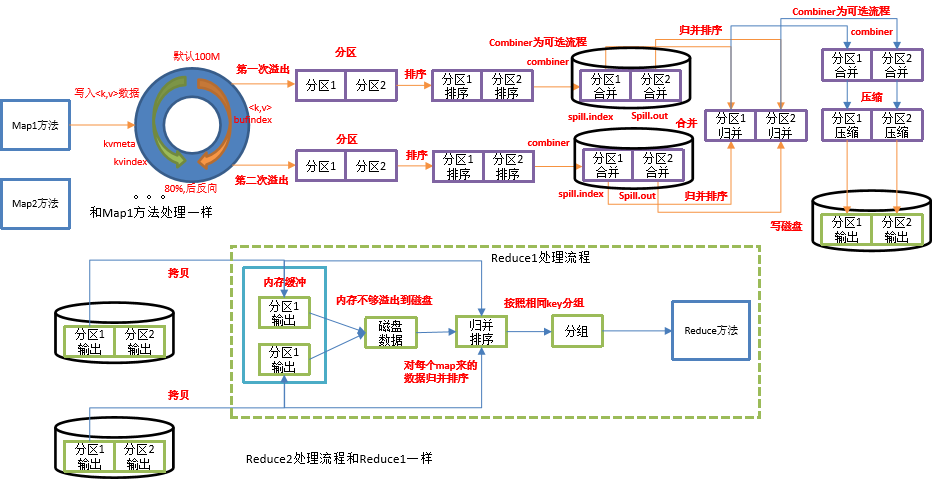 Map1方法
Map2方法
写入<k,v>数据
默认100M
kvmeta
kvindex
<k,v>
bufindex
80%,后反向
。。。
和Map1方法处理一样
第一次溢出
分区
分区1
分区2
排序
分区1
排序
分区2
排序
Combiner为可选流程
combiner
分区1
合并
分区2
合并
spill.index
Spill.out
第二次溢出
分区
分区1
分区2
排序
分区1
排序
分区2
排序
combiner
分区1
合并
分区2
合并
spill.index
Spill.out
归并排序
合并
分区1
归并
分区2
归并
归并排序
Combiner为可选流程
combiner
分区1
合并
分区2
合并
压缩
分区1
压缩
分区2
压缩
写磁盘
分区1
输出
分区2
输出
拷贝
分区1
输出
分区2
输出
拷贝
分区1
输出
分区2
输出
Reduce1处理流程
内存缓冲
分区1
输出
分区1
输出
内存不够溢出到磁盘
磁盘
数据
归并
排序
对每个map来的
数据归并排序
按照相同key分组
分组
Reduce方法
Reduce2处理流程和Reduce1一样